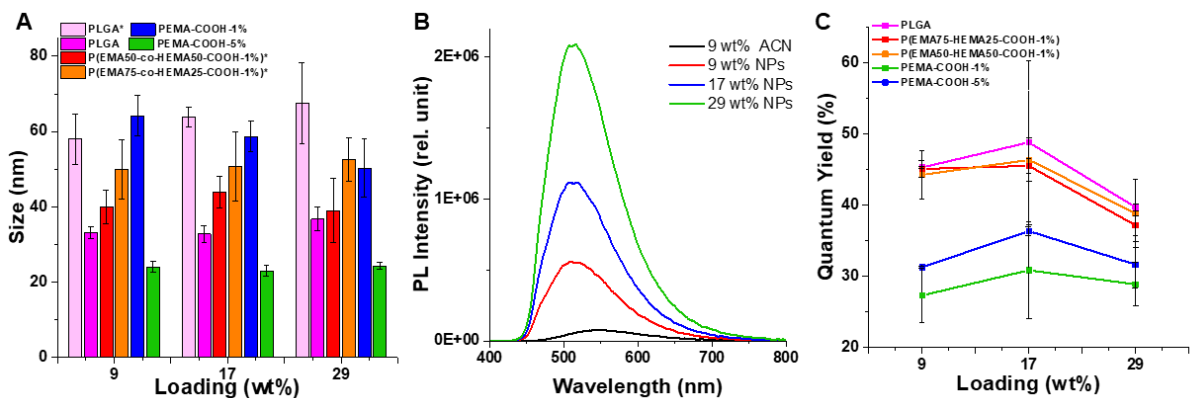 A
PLGA*
PEMA-COOH-1%
PLGA
PEMA-COOH-5%
P(EMA50-co-HEMA50-COOH-1%)*
P(EMA75-co-HEMA25-COOH-1%)*
80
60
40
20
0
Size (nm)
9
17
29
Loading (wt%)
B
9 wt% ACN
9 wt% NPs
17 wt% NPs
29 wt% NPs
2E+06
1E+06
0E+00
PL Intensity (rel. unit)
400
500
600
700
800
Wavelength (nm)
C
PLGA
P(EMA75-HEMA25-COOH-1%)
P(EMA50-HEMA50-COOH-1%)
PEMA-COOH-1%
PEMA-COOH-5%
70
60
50
40
30
20
Quantum Yield (%)
9
17
29
Loading (wt%)